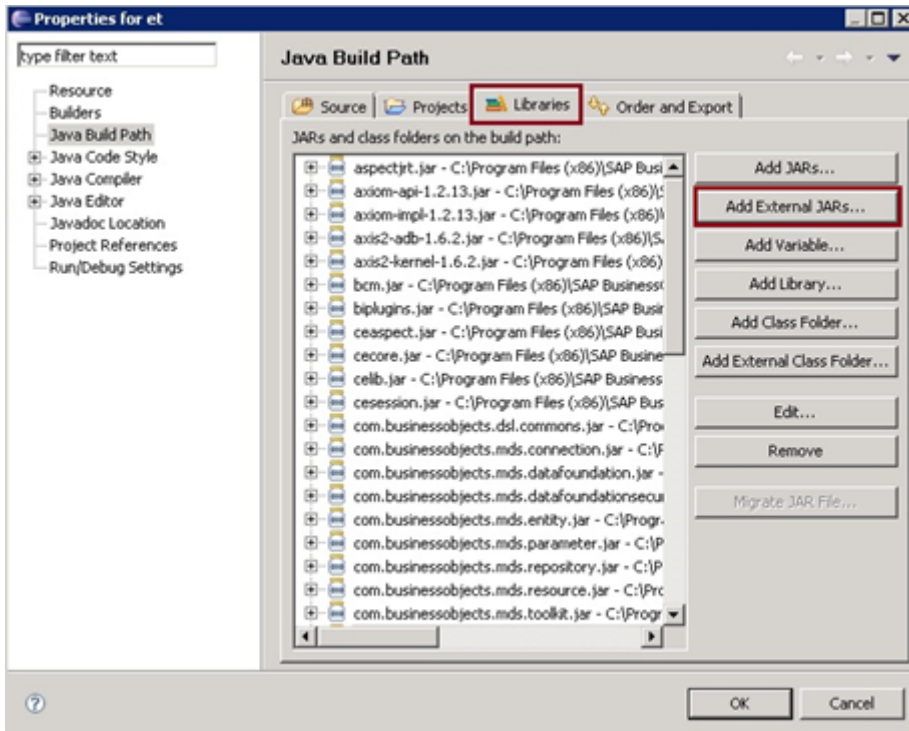 Properties for et
type filter text
Resource
Builders
Java Build Path
Java Code Style
Java Compiler
Java Editor
Javadoc Location
Project References
Run/Debug Settings
Java Build Path
Source Projects Libraries Order and Export
JARs and class folders on the build path:
aspectjrt.jar - C:\Program Files (x86)\SAP Busi
axiom-api-1.2.13.jar - C:\Program Files (x86)\S
axiom-impl-1.2.13.jar - C:\Program Files (x86)\
axis2-adb-1.6.2.jar - C:\Program Files (x86)\S
axis2-kernel-1.6.2.jar - C:\Program Files (x86)
bcm.jar - C:\Program Files (x86)\SAP Business
biplugins.jar - C:\Program Files (x86)\SAP Busin
ceaspect.jar - C:\Program Files (x86)\SAP Busi
cecore.jar - C:\Program Files (x86)\SAP Busine
celib.jar - C:\Program Files (x86)\SAP Business
cesession.jar - C:\Program Files (x86)\SAP Bus
com.businessobjects.dsl.commons.jar - C:\Pro
com.businessobjects.mds.connection.jar - C:\P
com.businessobjects.mds.datafoundation.jar -
com.businessobjects.mds.datafoundationsecu
com.businessobjects.mds.entity.jar - C:\Progr
com.businessobjects.mds.parameter.jar - C:\P
com.businessobjects.mds.repository.jar - C:\P
com.businessobjects.mds.resource.jar - C:\Pro
com.businessobjects.mds.toolkit.jar - C:\Progr
Add JARs...
Add External JARs...
Add Variable...
Add Library...
Add Class Folder...
Add External Class Folder...
Edit...
Remove
Migrate JAR File...
OK
Cancel